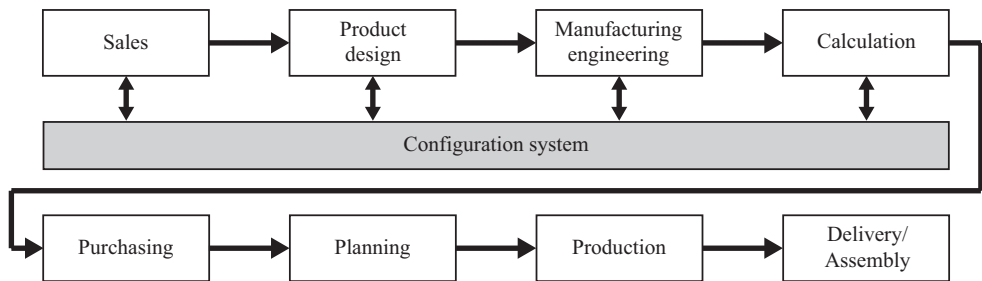 Sales
Product
design
Manufacturing
engineering
Calculation
Configuration system
Purchasing
Planning
Production
Delivery/
Assembly